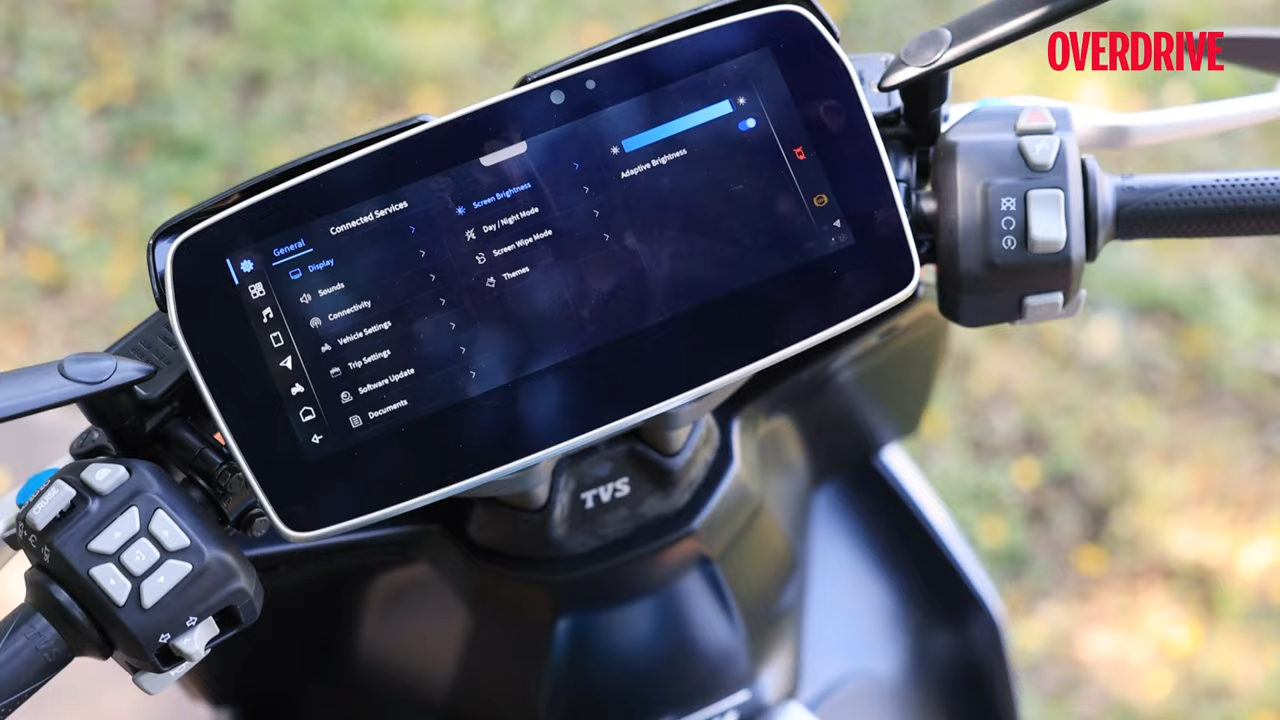 OVERDRIVE
General
Connected Services
Display
Sounds
Connectivity
Vehicle Settings
Trip Settings
Software Update
Documents
Screen Brightness
Day / Night Mode
Screen Wipe Mode
Themes
Adaptive Brightness
TVS
CRUISE